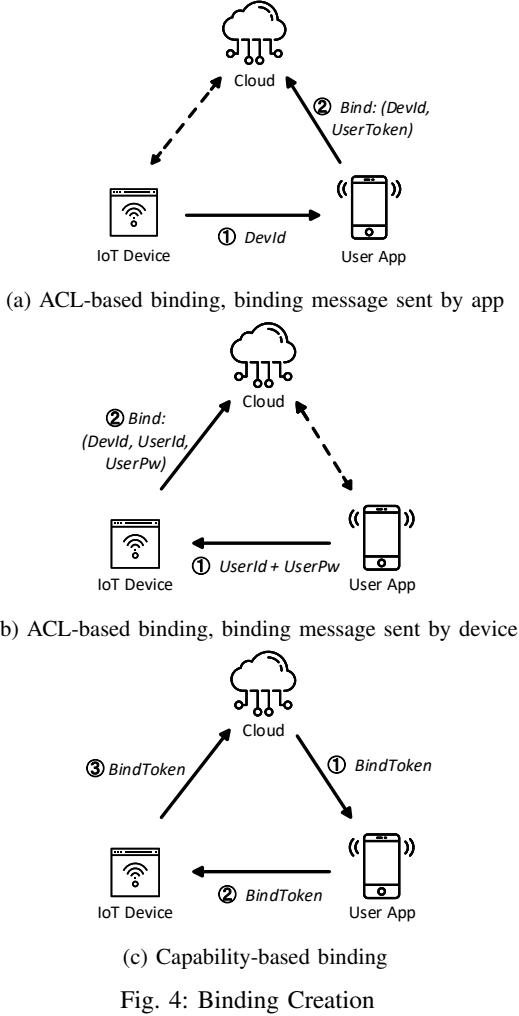 Cloud
② Bind: (DevId,
UserToken)
IoT Device
① DevId
User App
(a) ACL-based binding, binding message sent by app
Cloud
② Bind:
(DevId, UserId,
UserPw)
IoT Device
① UserId + UserPw
User App
b) ACL-based binding, binding message sent by device
Cloud
③ BindToken
① BindToken
IoT Device
② BindToken
User App
(c) Capability-based binding
Fig. 4: Binding Creation